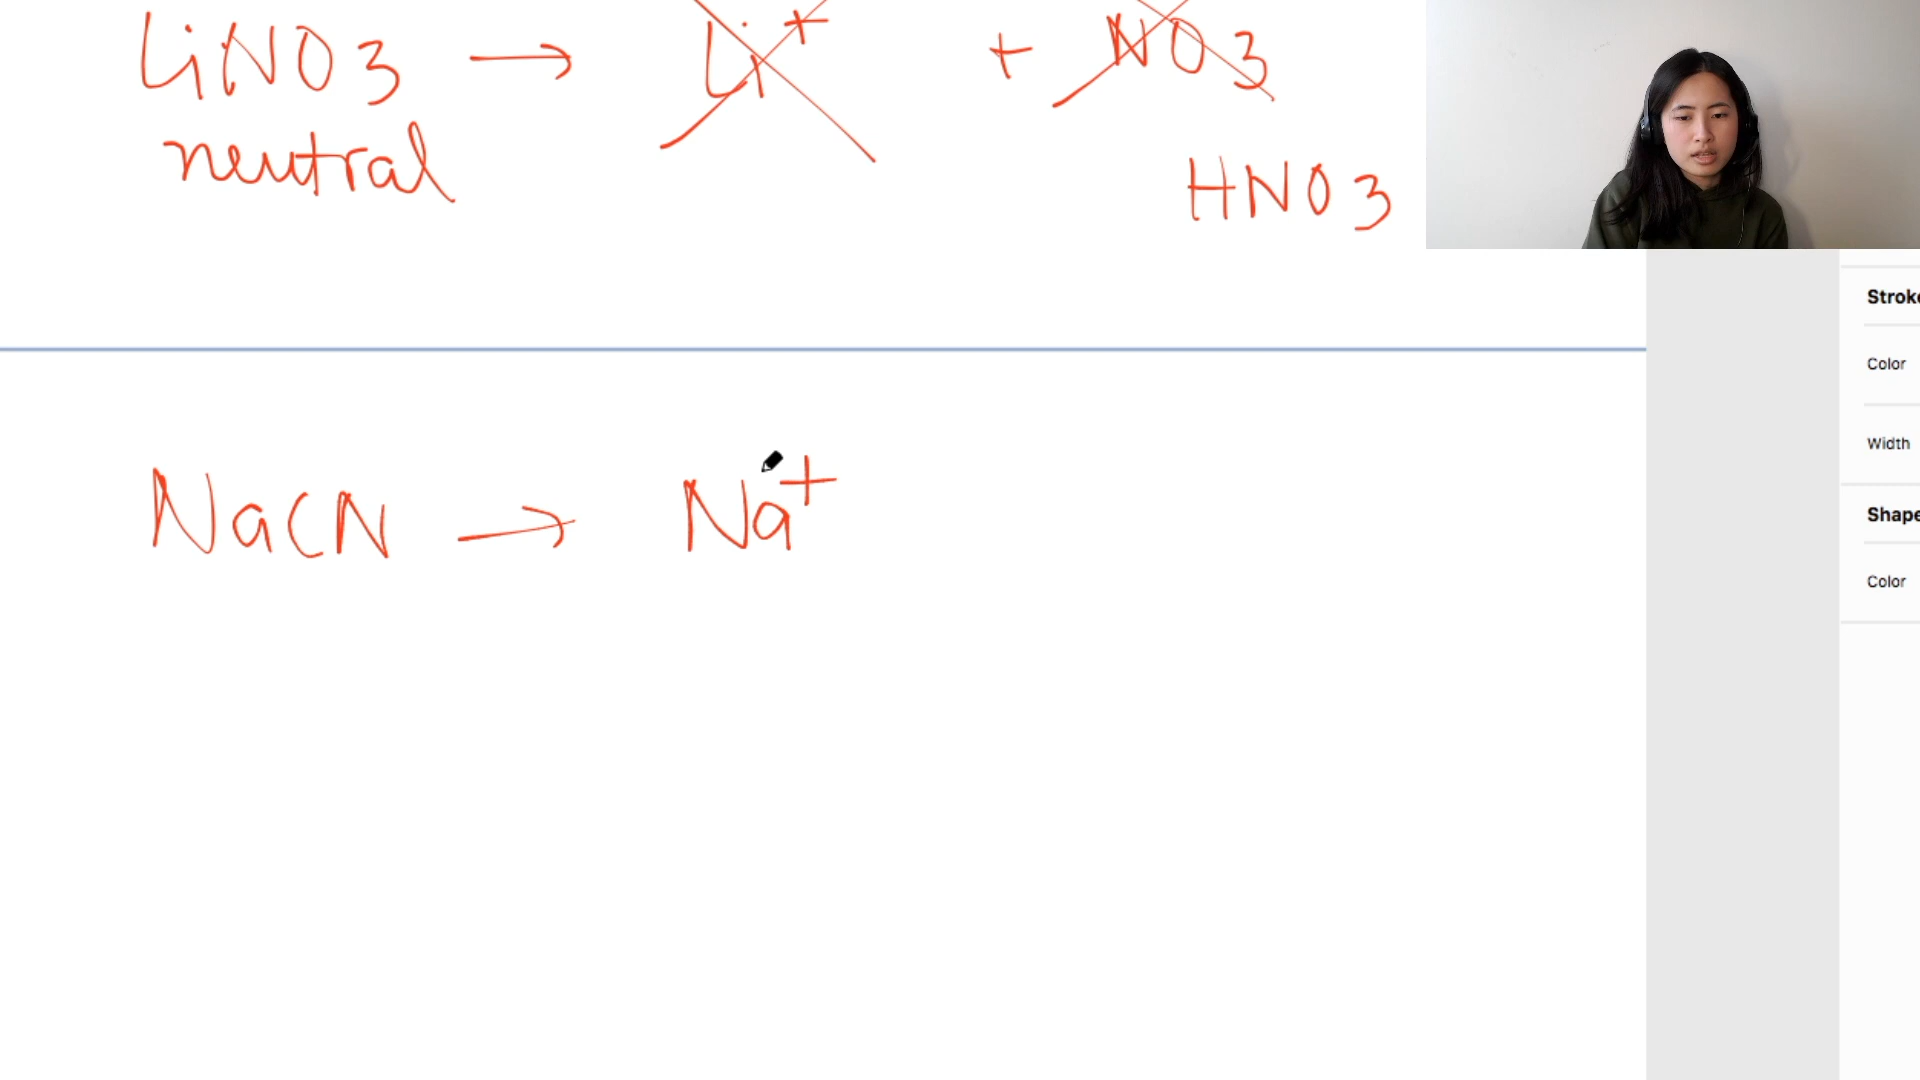 LiNO3 → Li+ + NO3
neutral
HNO3
NaCN → Na+
Stroke
Color
Width
Shape
Color